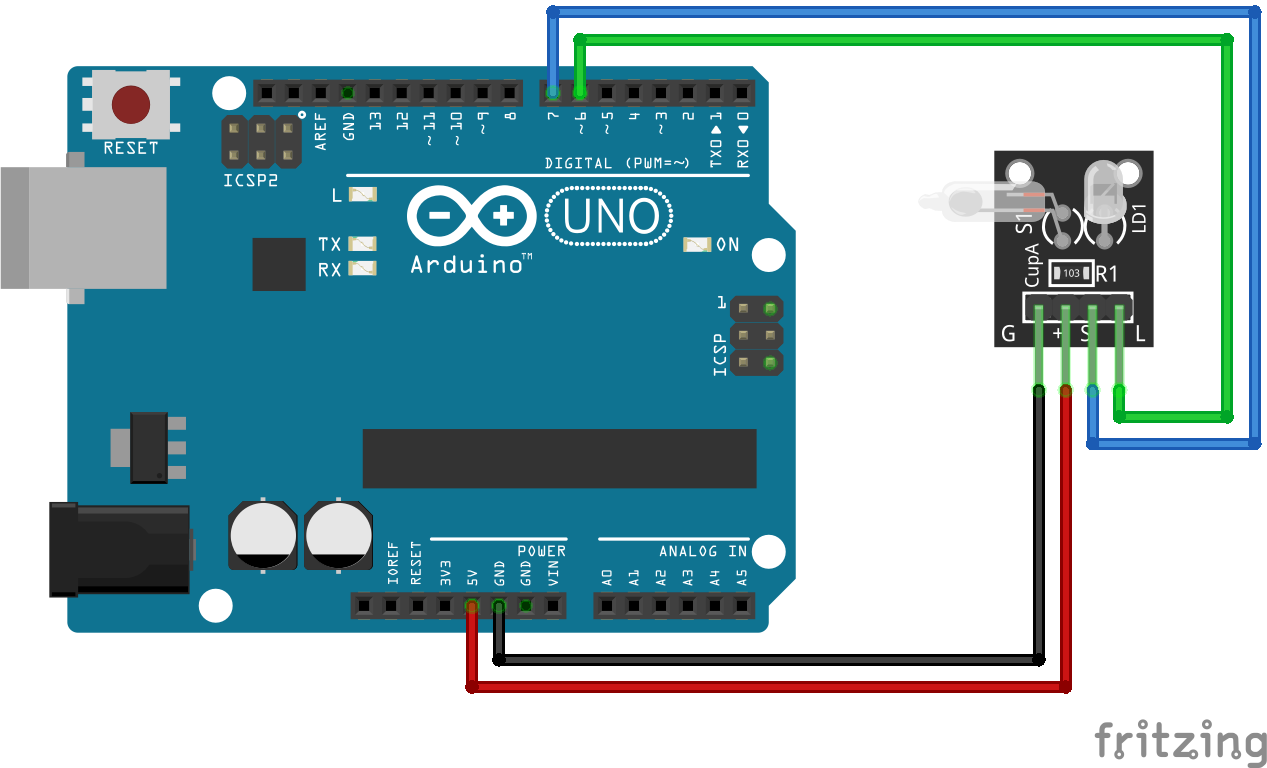 RESET
ICSP2
AREF
GND
13
12
~11
~10
~9
8
7
~6
~5
4
~3
2
TX0▶1
RX0◀0
DIGITAL (PWM=~)
L
TX
RX
UNO
Arduino™
ON
1
ICSP
IOREF
RESET
3V3
5V
GND
GND
VIN
POWER
ANALOG IN
A0
A1
A2
A3
A4
A5
S1
LD1
CupA
103
R1
G
+
S
L
fritzing